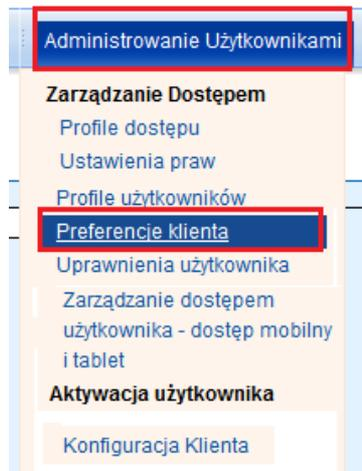 Administrowanie Użytkownikami
Zarządzanie Dostępem
Profile dostępu
Ustawienia praw
Profile użytkowników
Preferencje klienta
Uprawnienia użytkownika
Zarządzanie dostępem
użytkownika - dostęp mobilny
i tablet
Aktywacja użytkownika
Konfiguracja Klienta